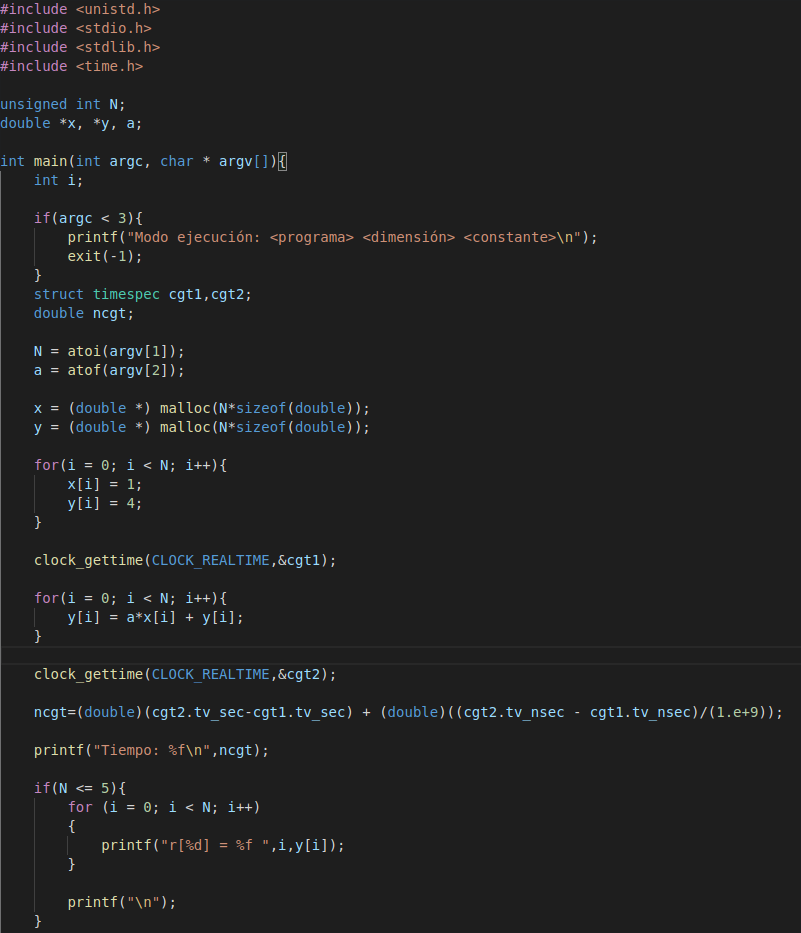 #include <unistd.h>
#include <stdio.h>
#include <stdlib.h>
#include <time.h>

unsigned int N;
double *x, *y, a;

int main(int argc, char * argv[]){
    int i;

    if(argc < 3){
        printf("Modo ejecución: <programa> <dimensión> <constante>\n");
        exit(-1);
    }
    struct timespec cgt1,cgt2;
    double ncgt;

    N = atoi(argv[1]);
    a = atof(argv[2]);

    x = (double *) malloc(N*sizeof(double));
    y = (double *) malloc(N*sizeof(double));

    for(i = 0; i < N; i++){
        x[i] = 1;
        y[i] = 4;
    }

    clock_gettime(CLOCK_REALTIME,&cgt1);

    for(i = 0; i < N; i++){
        y[i] = a*x[i] + y[i];
    }

    clock_gettime(CLOCK_REALTIME,&cgt2);

    ncgt=(double)(cgt2.tv_sec-cgt1.tv_sec) + (double)((cgt2.tv_nsec - cgt1.tv_nsec)/(1.e+9));

    printf("Tiempo: %f\n",ncgt);

    if(N <= 5){
        for (i = 0; i < N; i++)
        {
            printf("r[%d] = %f ",i,y[i]);
        }

        printf("\n");
    }